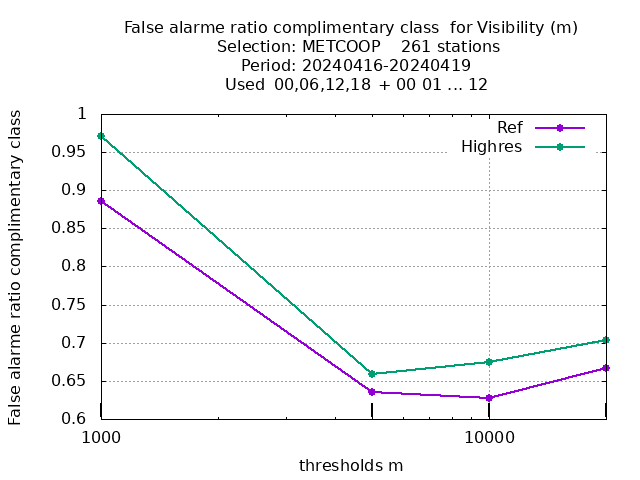 False alarme ratio complimentary class  for Visibility (m)
Selection: METCOOP    261 stations
Period: 20240416-20240419
Used  00,06,12,18 + 00 01 ... 12
False alarme ratio complimentary class
1
0.95
0.9
0.85
0.8
0.75
0.7
0.65
0.6
Ref
Highres
1000
10000
thresholds m